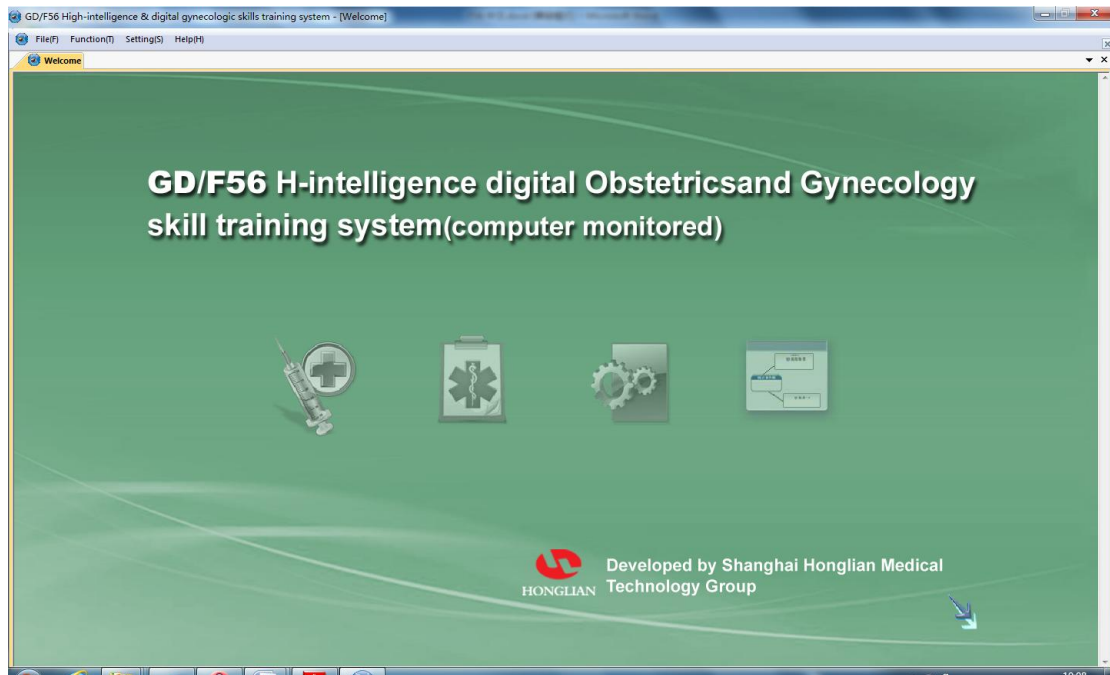 GD/F56 High-intelligence & digital gynecologic skills training system - [Welcome]
File(F) Function(T) Setting(S) Help(H)
Welcome
GD/F56 H-intelligence digital Obstetricsand Gynecology
skill training system(computer monitored)
Developed by Shanghai Honglian Medical
HONGLIAN Technology Group